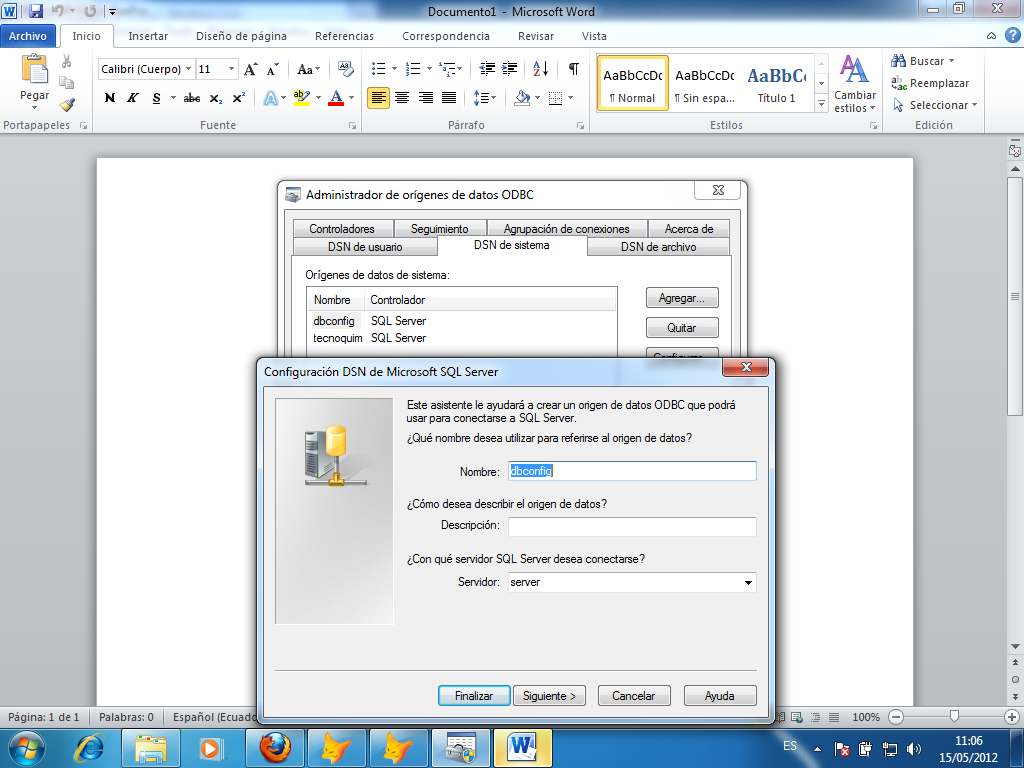 Documento1 - Microsoft Word
Archivo Inicio Insertar Diseño de página Referencias Correspondencia Revisar Vista
Pegar
Calibri (Cuerpo) 11
N K S abc
AaBbCcDc AaBbCcDc AaBbCc
¶ Normal ¶ Sin espa... Título 1
Cambiar estilos
Buscar
Reemplazar
Seleccionar
Portapapeles Fuente Párrafo Estilos Edición
Administrador de orígenes de datos ODBC
Controladores Seguimiento Agrupación de conexiones Acerca de
DSN de usuario DSN de sistema DSN de archivo
Orígenes de datos de sistema:
Nombre Controlador
dbconfig SQL Server
tecnoquim SQL Server
Agregar...
Quitar
Configuración DSN de Microsoft SQL Server
Este asistente le ayudará a crear un origen de datos ODBC que podrá
usar para conectarse a SQL Server.
¿Qué nombre desea utilizar para referirse al origen de datos?
Nombre: dbconfig
¿Cómo desea describir el origen de datos?
Descripción:
¿Con qué servidor SQL Server desea conectarse?
Servidor: server
Finalizar Siguiente > Cancelar Ayuda
Página: 1 de 1 Palabras: 0 Español (Ecuado
100%
ES
11:06
15/05/2012